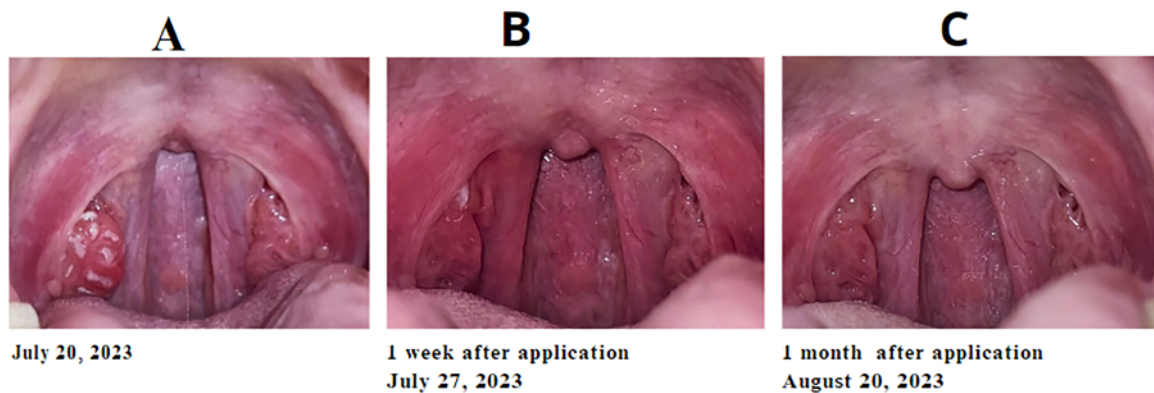 A
B
C
July 20, 2023
1 week after application
July 27, 2023
1 month after application
August 20, 2023